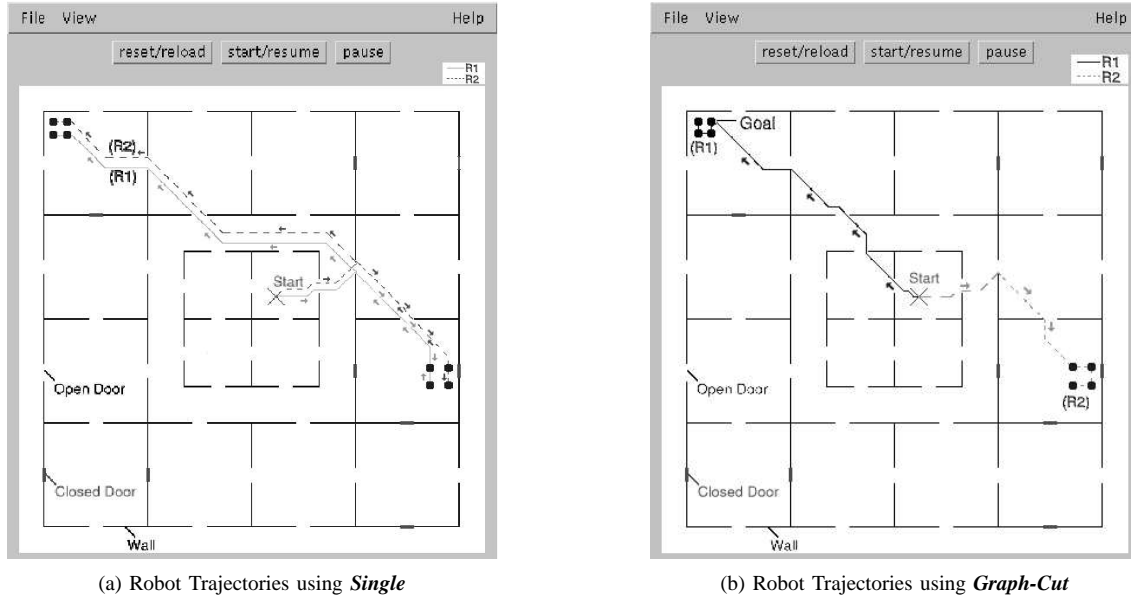 File View Help
reset/reload start/resume pause
R1
R2
(R2)
(R1)
Start
Open Door
Closed Door
Wall
(a) Robot Trajectories using Single
File View Help
reset/reload start/resume pause
R1
R2
Goal
(R1)
Start
Open Door
(R2)
Closed Door
Wall
(b) Robot Trajectories using Graph-Cut